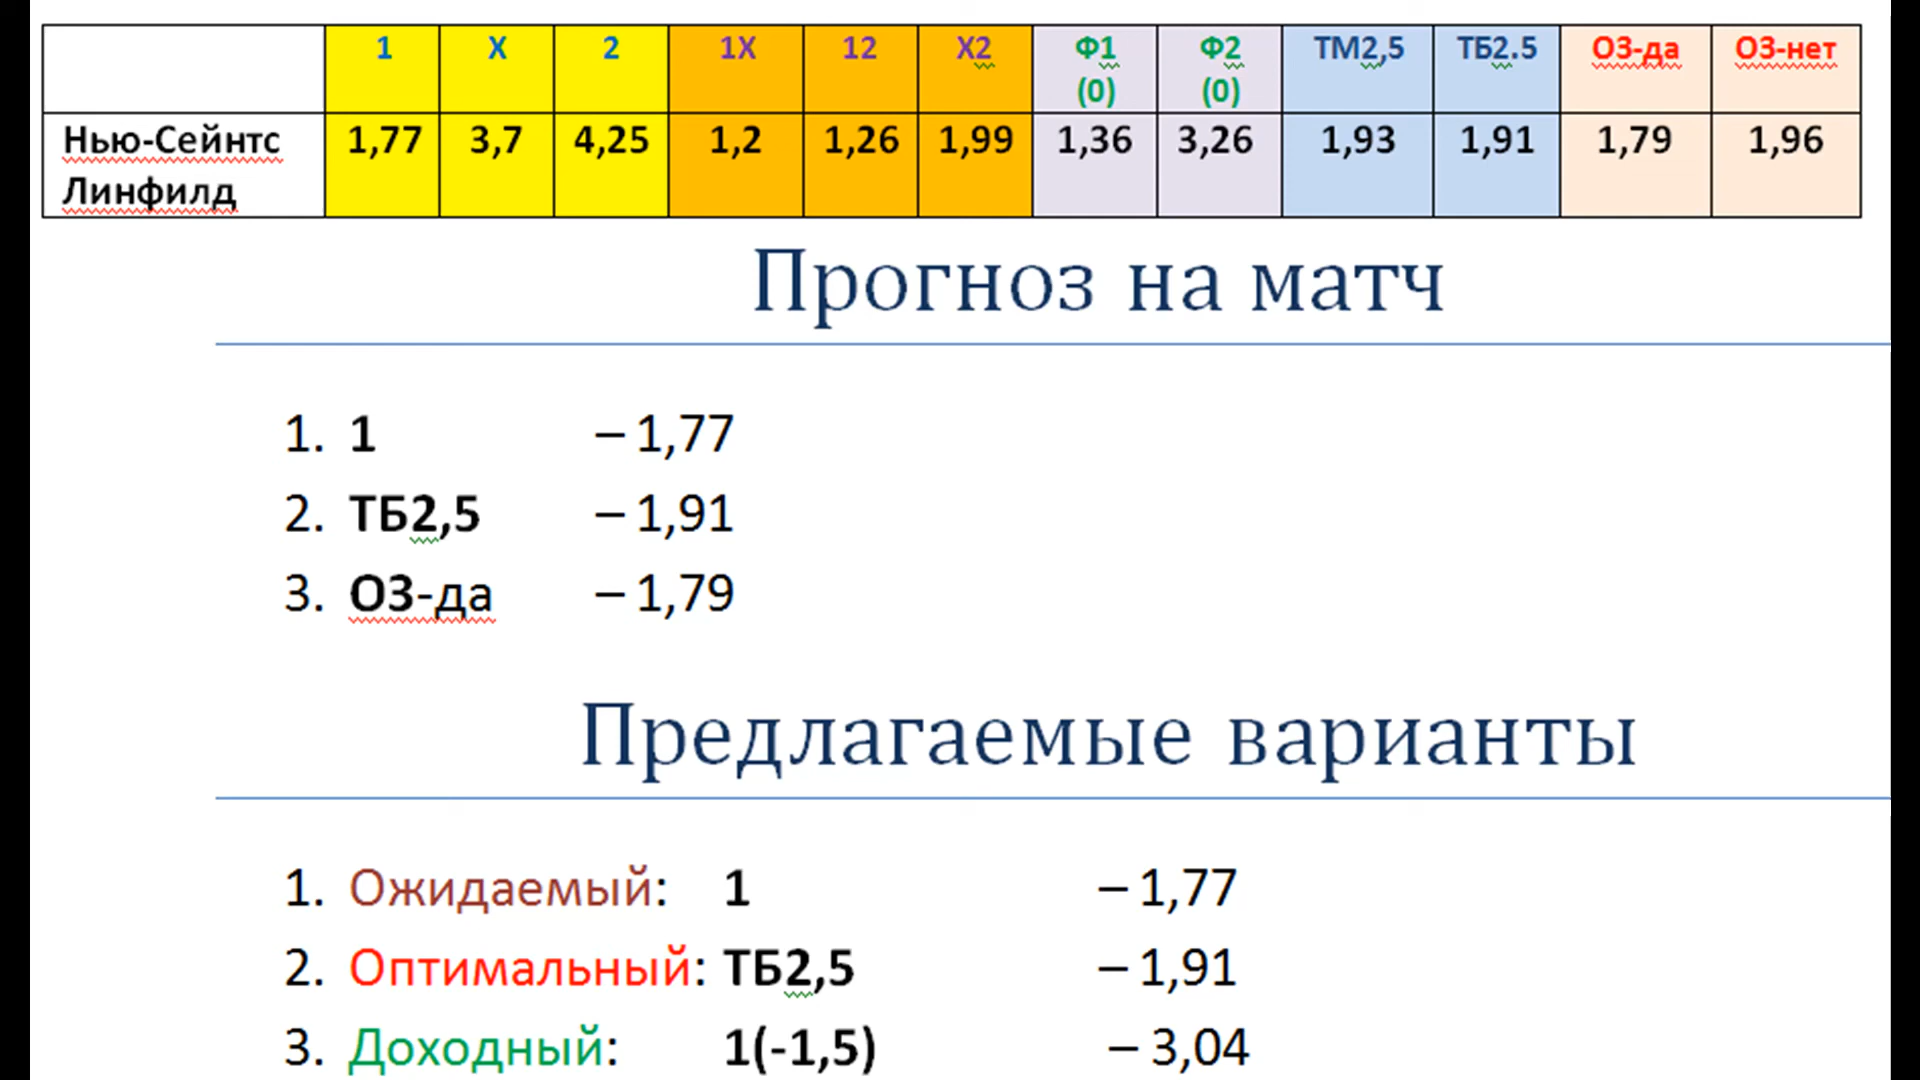 1 X 2 1X 12 X2 Ф1 (0) Ф2 (0) ТМ2,5 ТБ2.5 ОЗ-да ОЗ-нет
Нью-Сейнтс Линфилд 1,77 3,7 4,25 1,2 1,26 1,99 1,36 3,26 1,93 1,91 1,79 1,96
Прогноз на матч
1. 1 – 1,77
2. ТБ2,5 – 1,91
3. ОЗ-да – 1,79
Предлагаемые варианты
1. Ожидаемый: 1 – 1,77
2. Оптимальный: ТБ2,5 – 1,91
3. Доходный: 1(-1,5) – 3,04